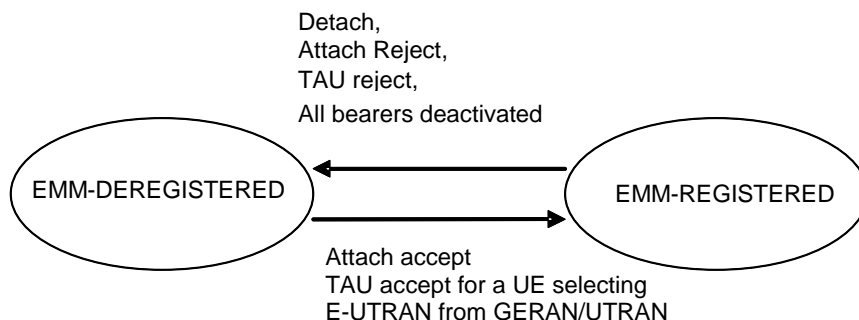 Detach,
Attach Reject,
TAU reject,
All bearers deactivated
EMM-DEREGISTERED
EMM-REGISTERED
Attach accept
TAU accept for a UE selecting
E-UTRAN from GERAN/UTRAN